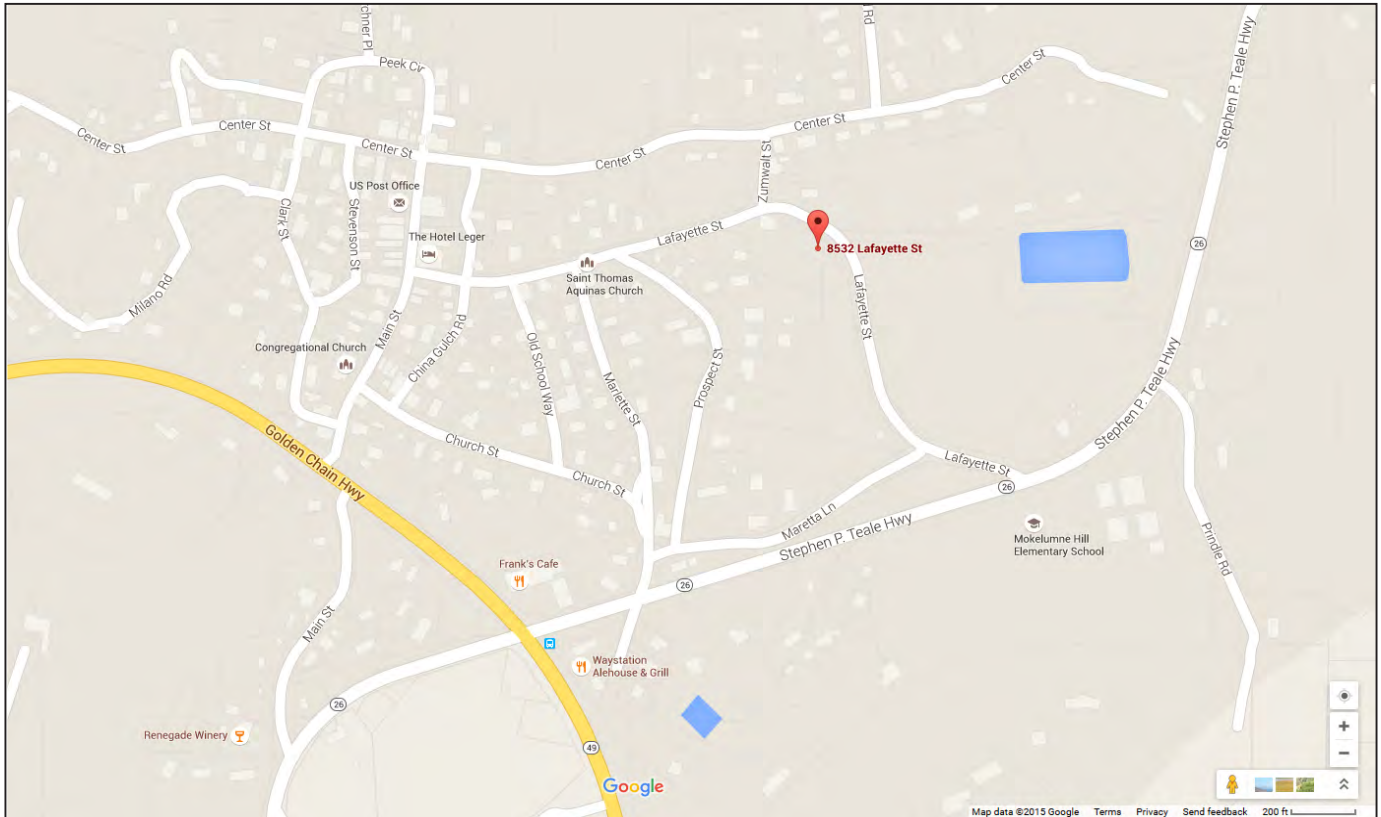 chner Pl
Rd
Peek Cir
Center St
Stephen P. Teale Hwy
Center St
Center St
Center St
Center St
Center St
Zumwalt St
US Post Office
Clark St
Stevenson St
The Hotel Leger
Lafayette St
8532 Lafayette St
26
Saint Thomas
Aquinas Church
Milano Rd
Main St
China Gulch Rd
Lafayette St
Congregational Church
Old School Way
Marlette St
Prospect St
Stephen P. Teale Hwy
Golden Chain Hwy
Church St
Church St
Lafayette St
26
Maretta Ln
Stephen P. Teale Hwy
Mokelumne Hill
Elementary School
Prindle Rd
Frank's Cafe
26
Main St
Waystation
Alehouse & Grill
26
Renegade Winery
49
Google
+
−
Map data ©2015 Google Terms Privacy Send feedback 200 ft